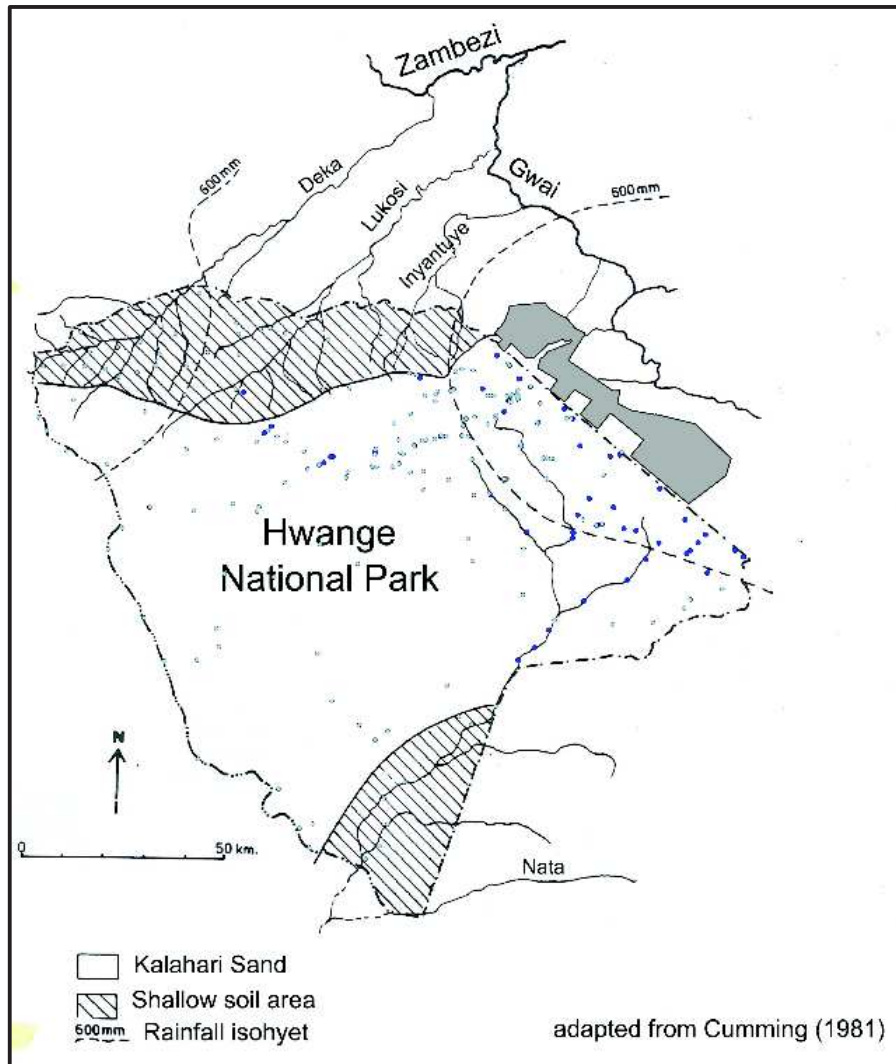 Zambezi
600mm
Deka
Lukosi
Gwai
600mm
Inyantuye
Hwange
National Park
N
0
50 km.
Nata
Kalahari Sand
Shallow soil area
600mm Rainfall isohyet
adapted from Cumming (1981)